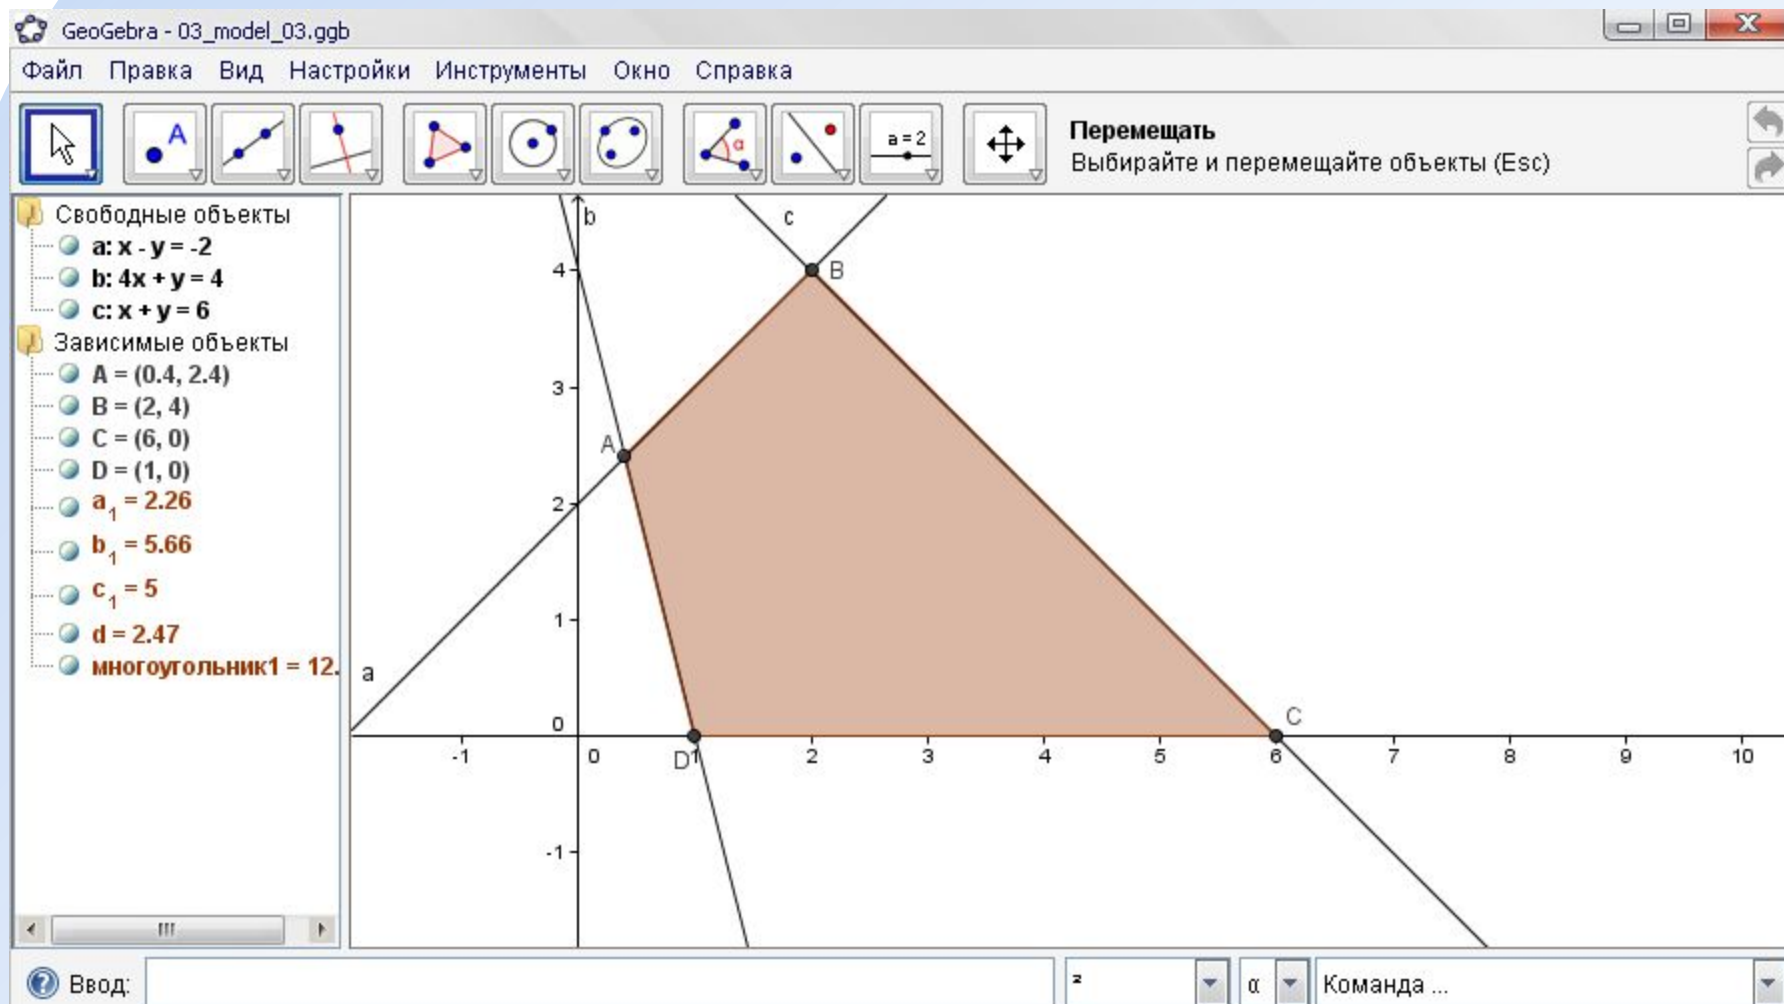 GeoGebra - 03_model_03.ggb
Файл Правка Вид Настройки Инструменты Окно Справка
A
α
a = 2
Перемещать
Выбирайте и перемещайте объекты (Esc)
Свободные объекты
a: x - y = -2
b: 4x + y = 4
c: x + y = 6
Зависимые объекты
A = (0.4, 2.4)
B = (2, 4)
C = (6, 0)
D = (1, 0)
a₁ = 2.26
b₁ = 5.66
c₁ = 5
d = 2.47
многоугольник1 = 12.
b c
4 B
3
A
2
1
a
0 C
-1 0 D 1 2 3 4 5 6 7 8 9 10
-1
Ввод: ² α Команда ...